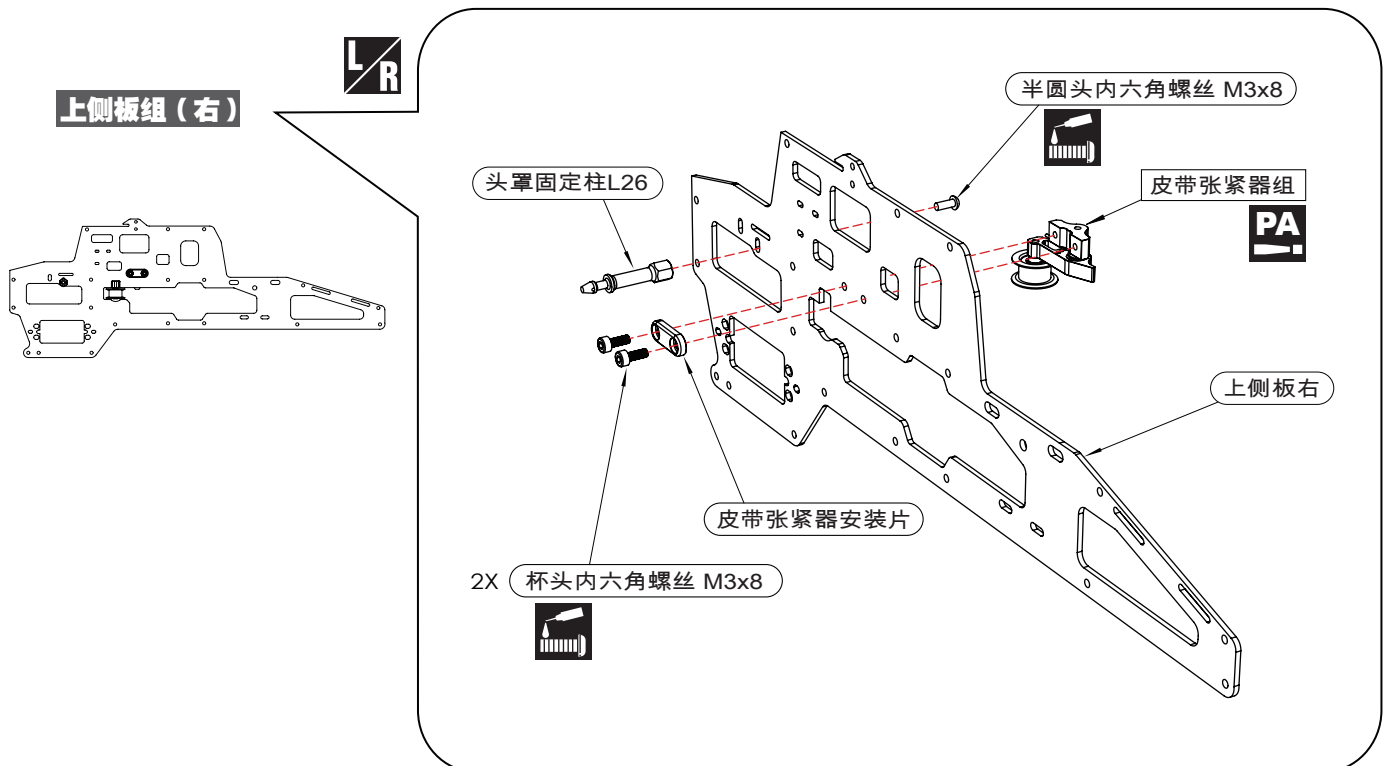 L/R
上侧板组（右）
半圆头内六角螺丝 M3x8
头罩固定柱L26
皮带张紧器组
PA
上侧板右
皮带张紧器安装片
2X 杯头内六角螺丝 M3x8